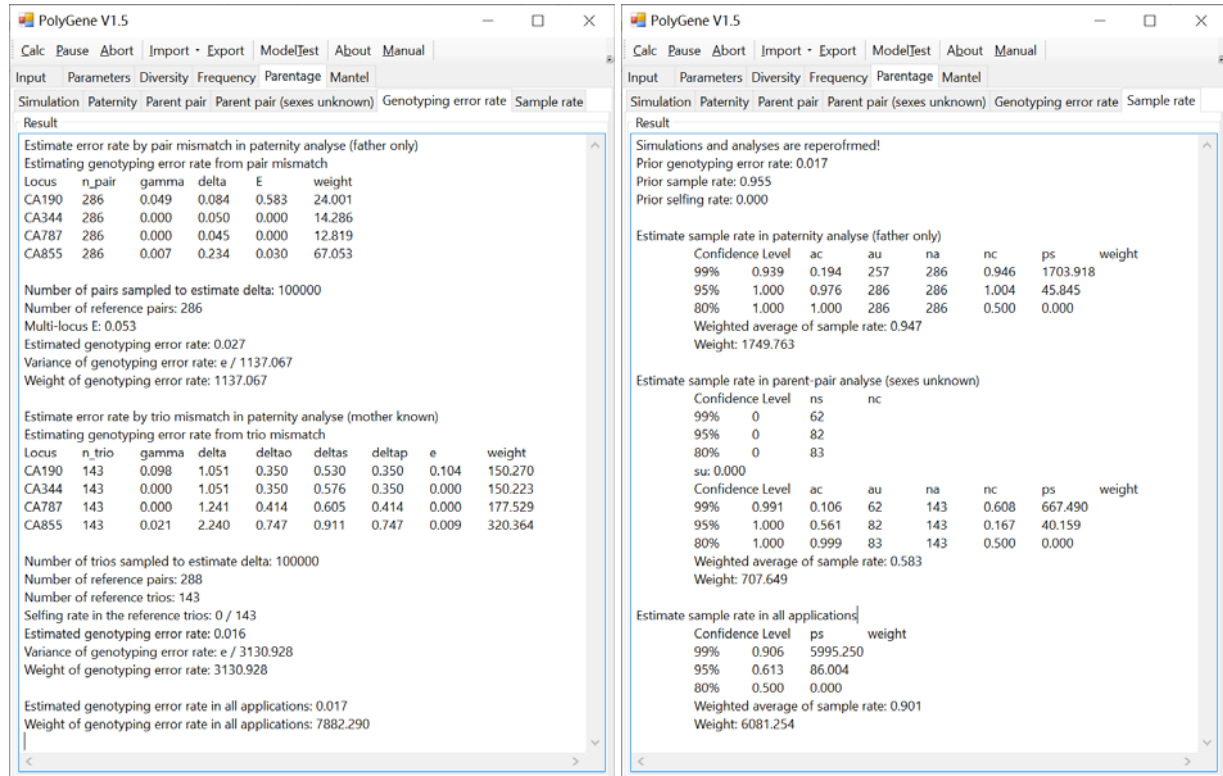 PolyGene V1.5
Calc Pause Abort Import Export ModelTest About Manual
Input Parameters Diversity Frequency Parentage Mantel
Simulation Paternity Parent pair Parent pair (sexes unknown) Genotyping error rate Sample rate
Result
Estimate error rate by pair mismatch in paternity analyse (father only)
Estimating genotyping error rate from pair mismatch
Locus n_pair gamma delta E weight
CA190 286 0.049 0.084 0.583 24.001
CA344 286 0.000 0.050 0.000 14.286
CA787 286 0.000 0.045 0.000 12.819
CA855 286 0.007 0.234 0.030 67.053
Number of pairs sampled to estimate delta: 100000
Number of reference pairs: 286
Multi-locus E: 0.053
Estimated genotyping error rate: 0.027
Variance of genotyping error rate: e / 1137.067
Weight of genotyping error rate: 1137.067
Estimate error rate by trio mismatch in paternity analyse (mother known)
Estimating genotyping error rate from trio mismatch
Locus n_trio gamma delta deltao deltas deltap e weight
CA190 143 0.098 1.051 0.350 0.530 0.350 0.104 150.270
CA344 143 0.000 1.051 0.350 0.576 0.350 0.000 150.223
CA787 143 0.000 1.241 0.414 0.605 0.414 0.000 177.529
CA855 143 0.021 2.240 0.747 0.911 0.747 0.009 320.364
Number of trios sampled to estimate delta: 100000
Number of reference pairs: 288
Number of reference trios: 143
Selfing rate in the reference trios: 0 / 143
Estimated genotyping error rate: 0.016
Variance of genotyping error rate: e / 3130.928
Weight of genotyping error rate: 3130.928
Estimated genotyping error rate in all applications: 0.017
Weight of genotyping error rate in all applications: 7882.290
PolyGene V1.5
Calc Pause Abort Import Export ModelTest About Manual
Input Parameters Diversity Frequency Parentage Mantel
Simulation Paternity Parent pair Parent pair (sexes unknown) Genotyping error rate Sample rate
Result
Simulations and analyses are reperofrmed!
Prior genotyping error rate: 0.017
Prior sample rate: 0.955
Prior selfing rate: 0.000
Estimate sample rate in paternity analyse (father only)
Confidence Level ac au na nc ps weight
99% 0.939 0.194 257 286 0.946 1703.918
95% 1.000 0.976 286 286 1.004 45.845
80% 1.000 1.000 286 286 0.500 0.000
Weighted average of sample rate: 0.947
Weight: 1749.763
Estimate sample rate in parent-pair analyse (sexes unknown)
Confidence Level ns nc
99% 0 62
95% 0 82
80% 0 83
su: 0.000
Confidence Level ac au na nc ps weight
99% 0.991 0.106 62 143 0.608 667.490
95% 1.000 0.561 82 143 0.167 40.159
80% 1.000 0.999 83 143 0.500 0.000
Weighted average of sample rate: 0.583
Weight: 707.649
Estimate sample rate in all applications
Confidence Level ps weight
99% 0.906 5995.250
95% 0.613 86.004
80% 0.500 0.000
Weighted average of sample rate: 0.901
Weight: 6081.254